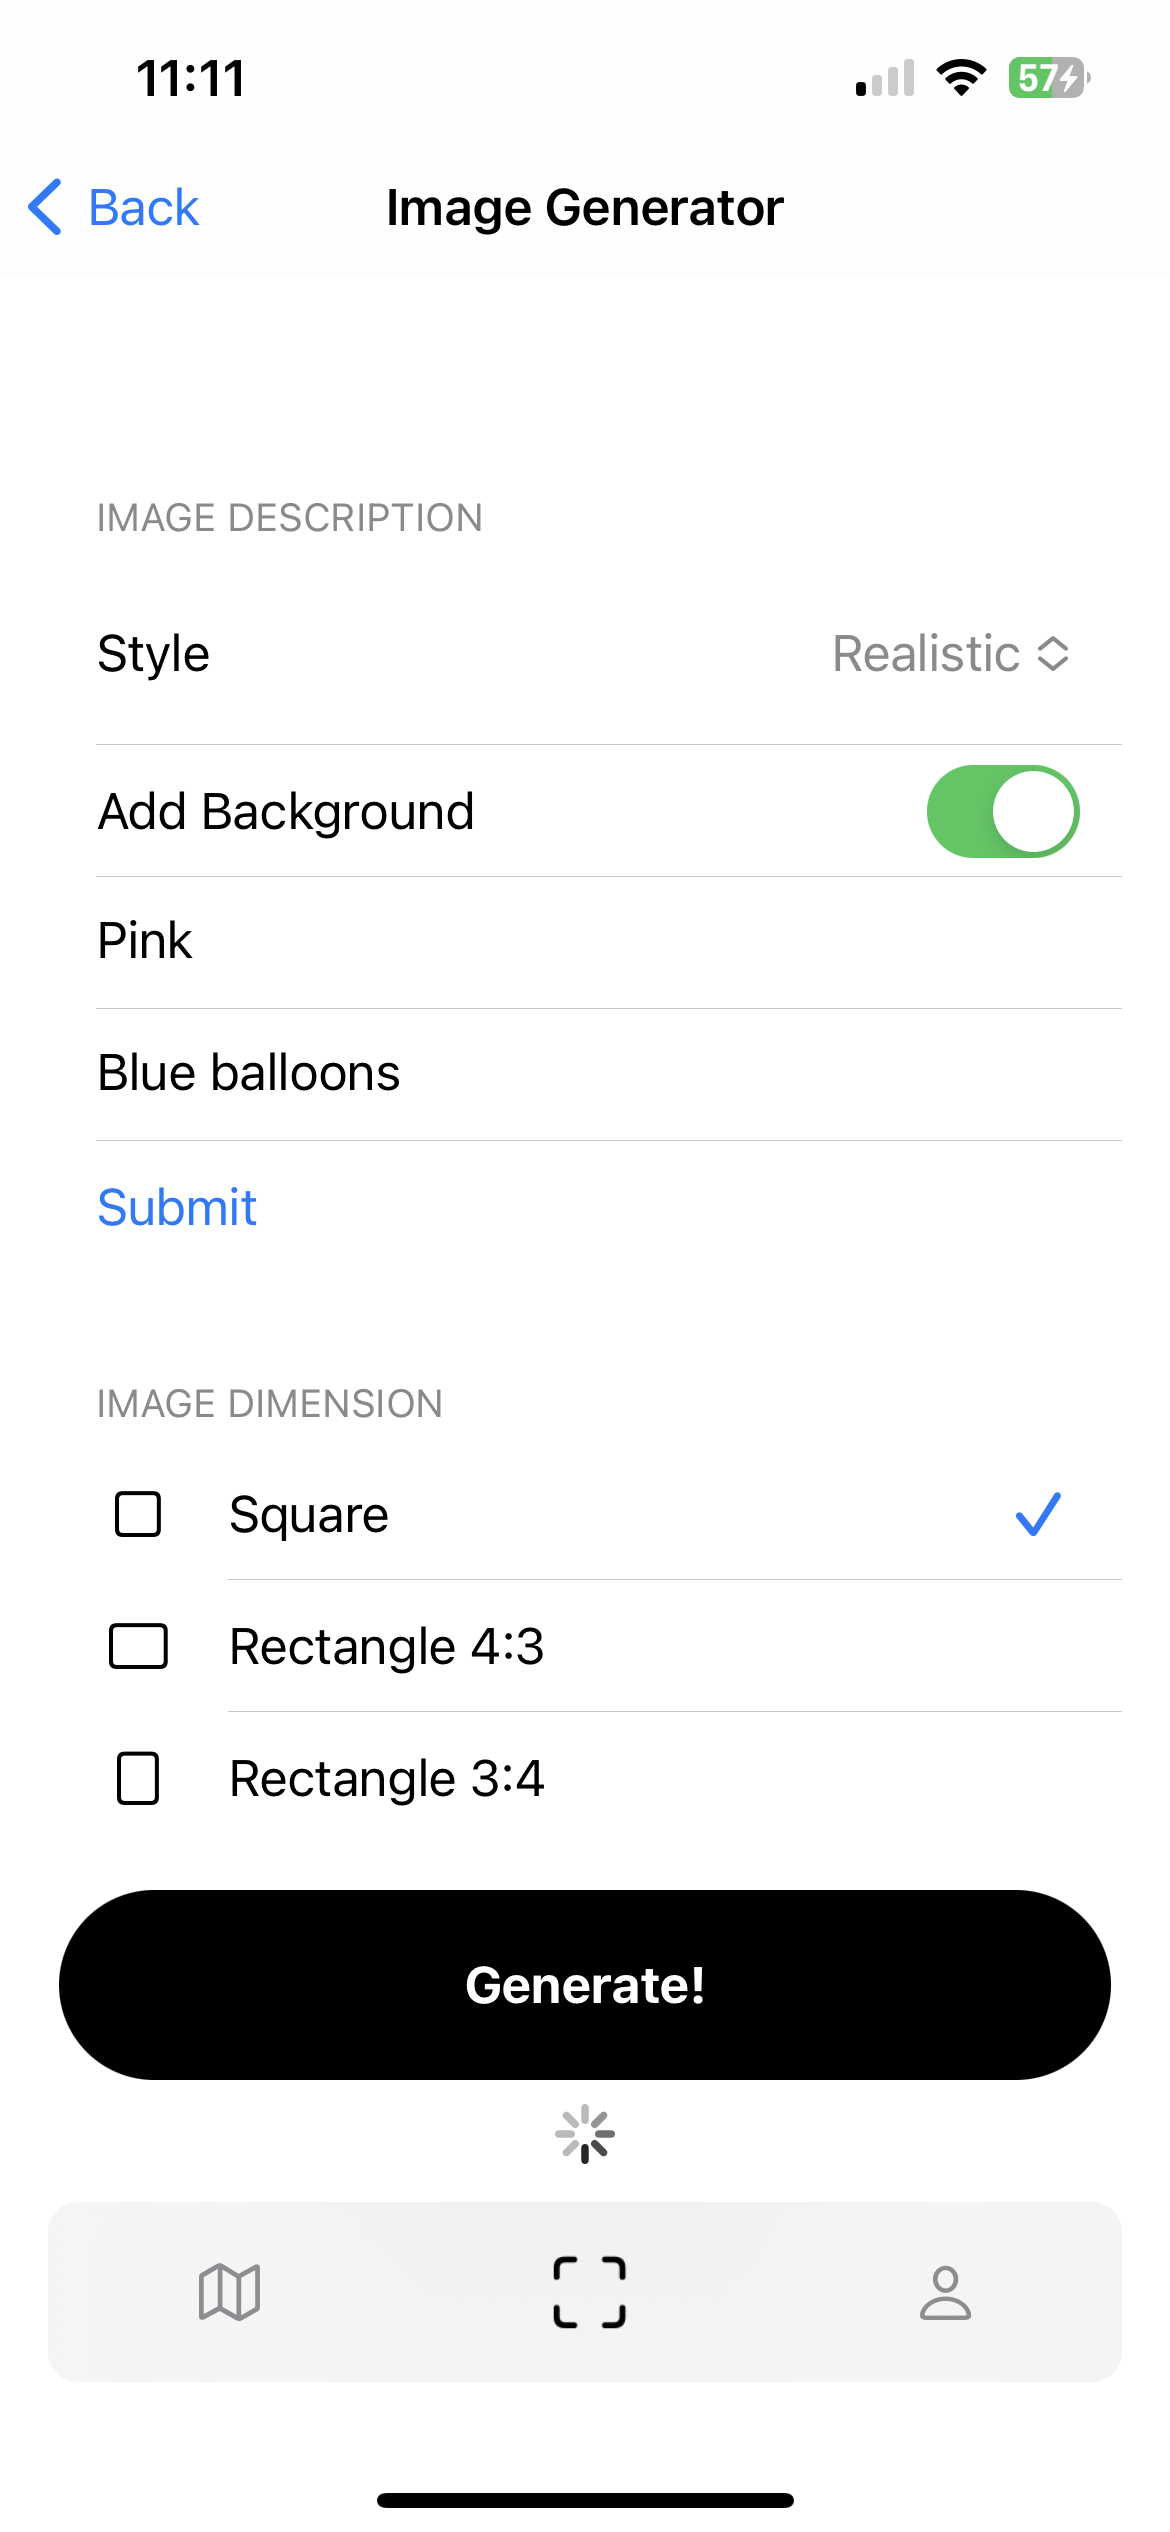 11:11
57
Back
Image Generator
IMAGE DESCRIPTION
Style
Realistic
Add Background
Pink
Blue balloons
Submit
IMAGE DIMENSION
Square
Rectangle 4:3
Rectangle 3:4
Generate!